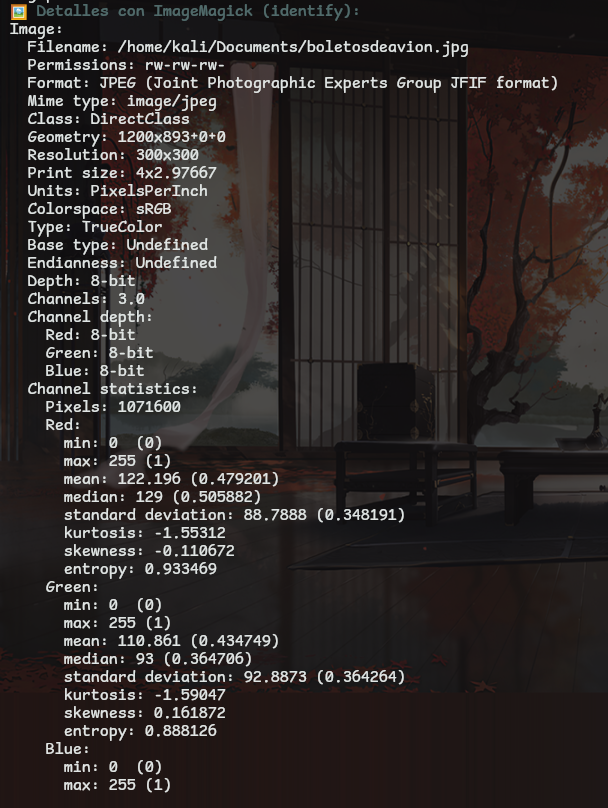 🖼️ Detalles con ImageMagick (identify):
Image:
  Filename: /home/kali/Documents/boletosdeavion.jpg
  Permissions: rw-rw-rw-
  Format: JPEG (Joint Photographic Experts Group JFIF format)
  Mime type: image/jpeg
  Class: DirectClass
  Geometry: 1200x893+0+0
  Resolution: 300x300
  Print size: 4x2.97667
  Units: PixelsPerInch
  Colorspace: sRGB
  Type: TrueColor
  Base type: Undefined
  Endianness: Undefined
  Depth: 8-bit
  Channels: 3.0
  Channel depth:
    Red: 8-bit
    Green: 8-bit
    Blue: 8-bit
  Channel statistics:
    Pixels: 1071600
    Red:
      min: 0  (0)
      max: 255 (1)
      mean: 122.196 (0.479201)
      median: 129 (0.505882)
      standard deviation: 88.7888 (0.348191)
      kurtosis: -1.55312
      skewness: -0.110672
      entropy: 0.933469
    Green:
      min: 0  (0)
      max: 255 (1)
      mean: 110.861 (0.434749)
      median: 93 (0.364706)
      standard deviation: 92.8873 (0.364264)
      kurtosis: -1.59047
      skewness: 0.161872
      entropy: 0.888126
    Blue:
      min: 0  (0)
      max: 255 (1)